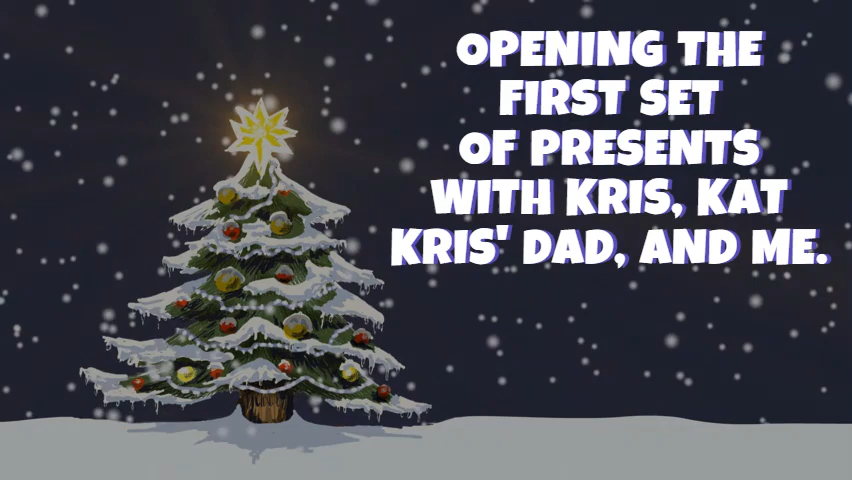 OPENING THE
FIRST SET
OF PRESENTS
WITH KRIS, KAT
KRIS' DAD, AND ME.